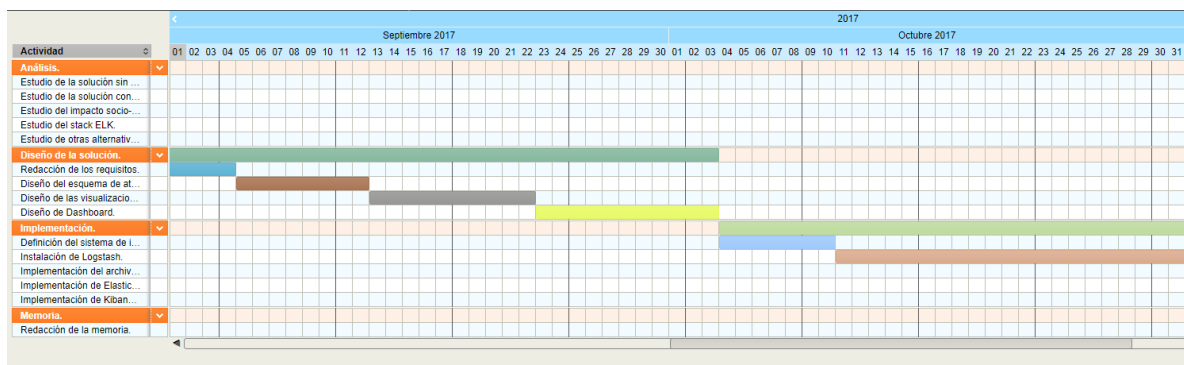 2017
Septiembre 2017 Octubre 2017
Actividad 01 02 03 04 05 06 07 08 09 10 11 12 13 14 15 16 17 18 19 20 21 22 23 24 25 26 27 28 29 30 01 02 03 04 05 06 07 08 09 10 11 12 13 14 15 16 17 18 19 20 21 22 23 24 25 26 27 28 29 30 31
Análisis.
Estudio de la solución sin ...
Estudio de la solución con...
Estudio del impacto socio-...
Estudio del stack ELK.
Estudio de otras alternativ...
Diseño de la solución.
Redacción de los requisitos.
Diseño del esquema de at...
Diseño de las visualizacio...
Diseño de Dashboard.
Implementación.
Definición del sistema de i...
Instalación de Logstash.
Implementación del archiv...
Implementación de Elastic...
Implementación de Kiban...
Memoria.
Redacción de la memoria.